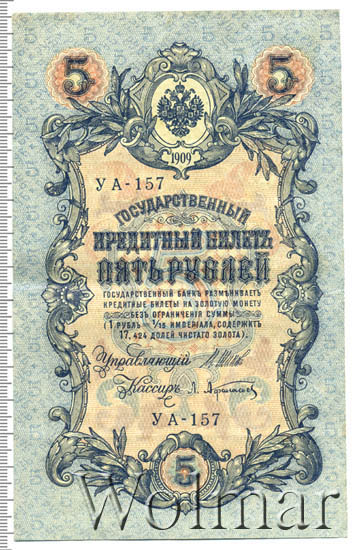 5 5
1909
УА-157
ГОСУДАРСТВЕННЫЙ
КРЕДИТНЫЙ БИЛЕТЪ
ПЯТЬ РУБЛЕЙ
ГОСУДАРСТВЕННЫЙ БАНКЪ РАЗМѢНИВАЕТЪ
КРЕДИТНЫЕ БИЛЕТЫ НА ЗОЛОТУЮ МОНЕТУ
БЕЗЪ ОГРАНИЧЕНІЯ СУММЫ
(1 РУБЛЬ = 1/15 ИМПЕРІАЛА, СОДЕРЖИТЪ
17,424 ДОЛЕЙ ЧИСТАГО ЗОЛОТА).
Управляющій
Кассиръ
УА-157
5
Wolmar